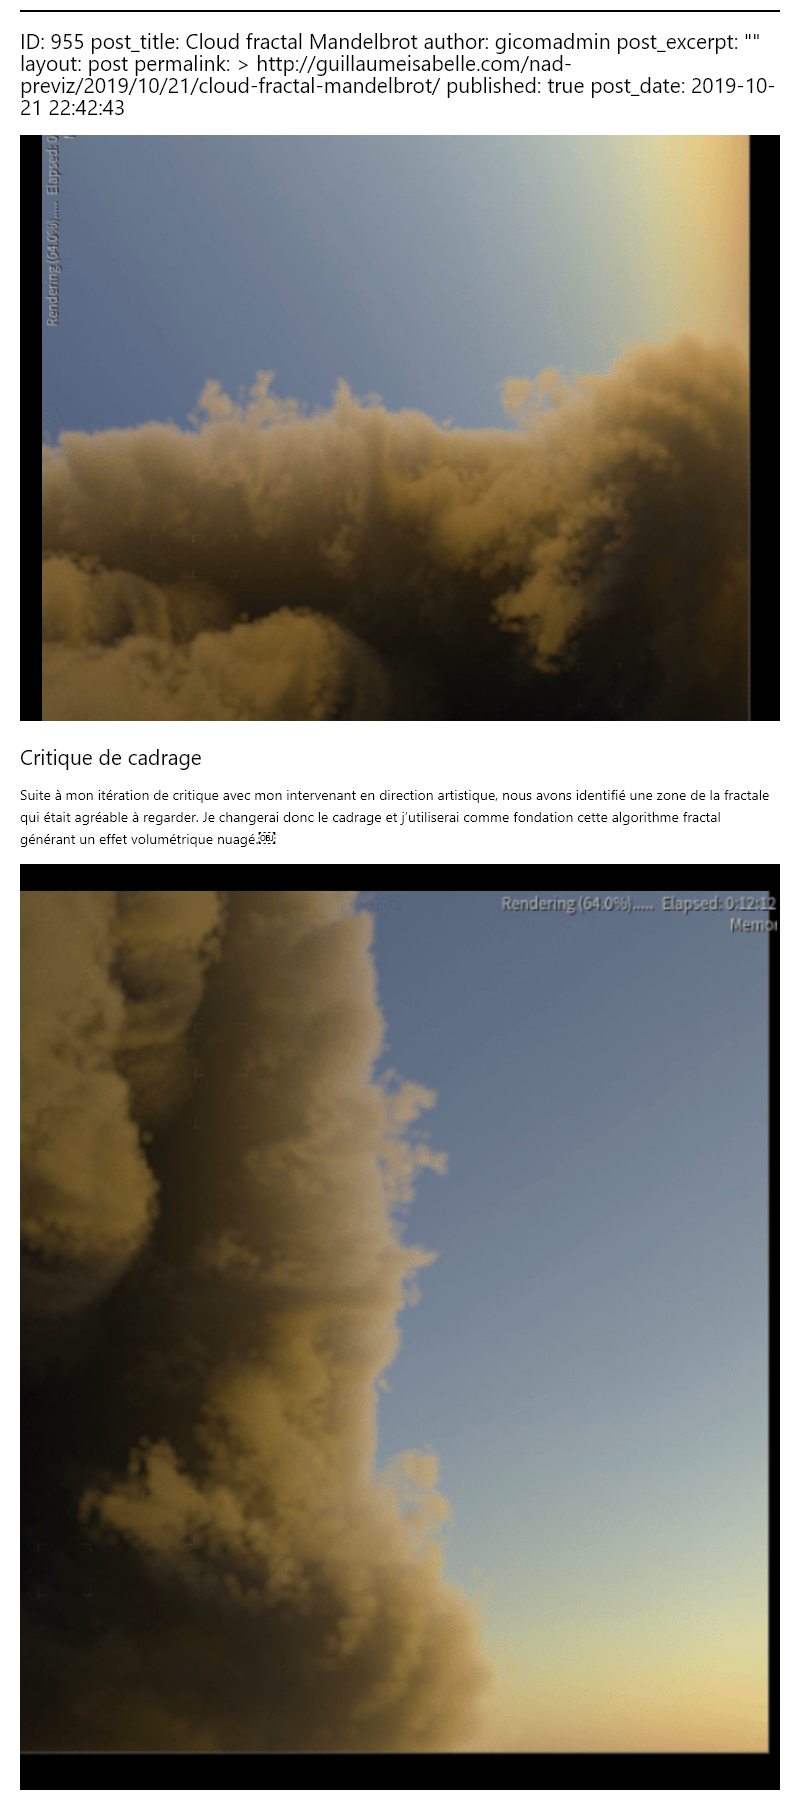 ID: 955 post_title: Cloud fractal Mandelbrot author: gicomadmin post_excerpt: ""
layout: post permalink: > http://guillaumeisabelle.com/nad-
previz/2019/10/21/cloud-fractal-mandelbrot/ published: true post_date: 2019-10-
21 22:42:43
Rendering (64.0%)..... Elapsed: 0
Critique de cadrage
Suite à mon itération de critique avec mon intervenant en direction artistique, nous avons identifié une zone de la fractale
qui était agréable à regarder. Je changerai donc le cadrage et j'utiliserai comme fondation cette algorithme fractal
générant un effet volumétrique nuagé.￼
Rendering (64.0%)..... Elapsed: 0:12:12
Memo